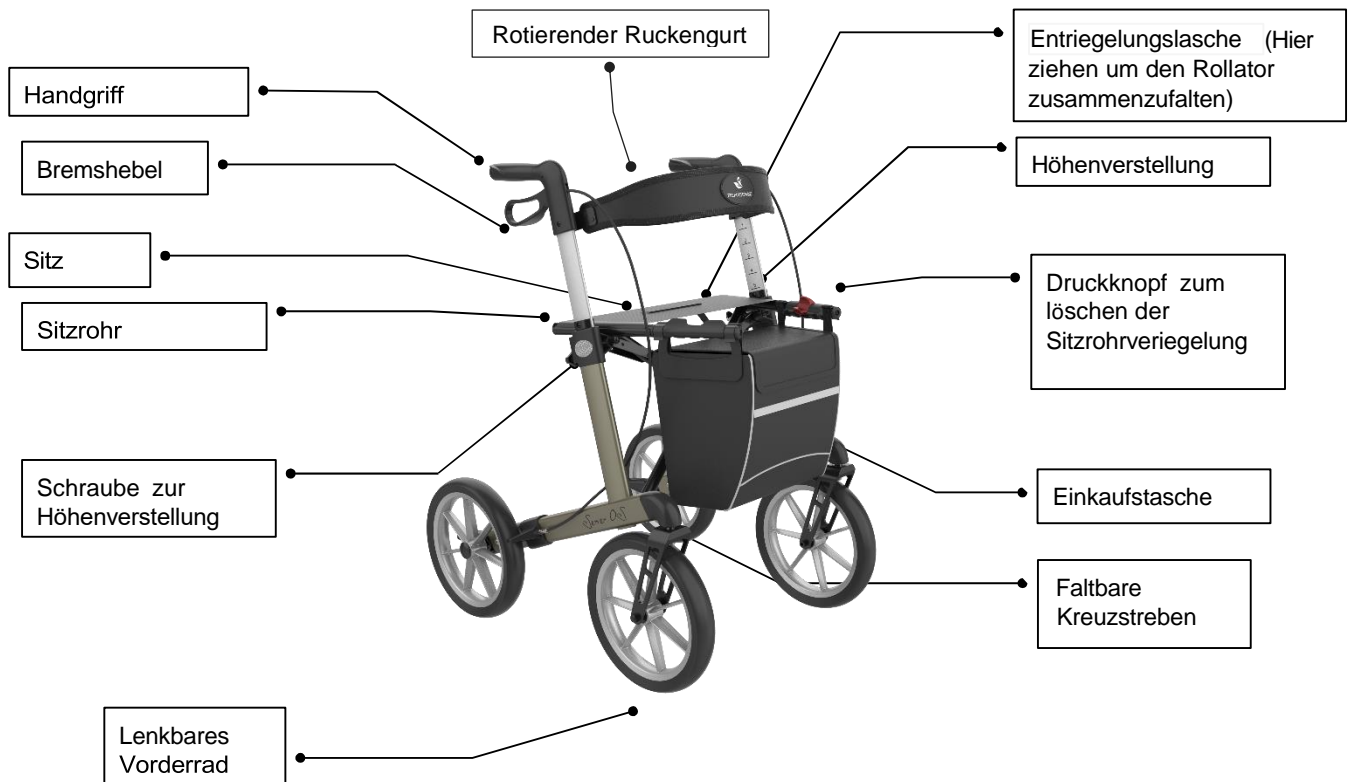 Rotierender Ruckengurt
Entriegelungslasche (Hier
ziehen um den Rollator
zusammenzufalten)
Handgriff
Bremshebel
Höhenverstellung
Sitz
Sitzrohr
Druckknopf zum
löschen der
Sitzrohrveriegelung
Schraube zur
Höhenverstellung
Einkaufstasche
Faltbare
Kreuzstreben
Lenkbares
Vorderrad